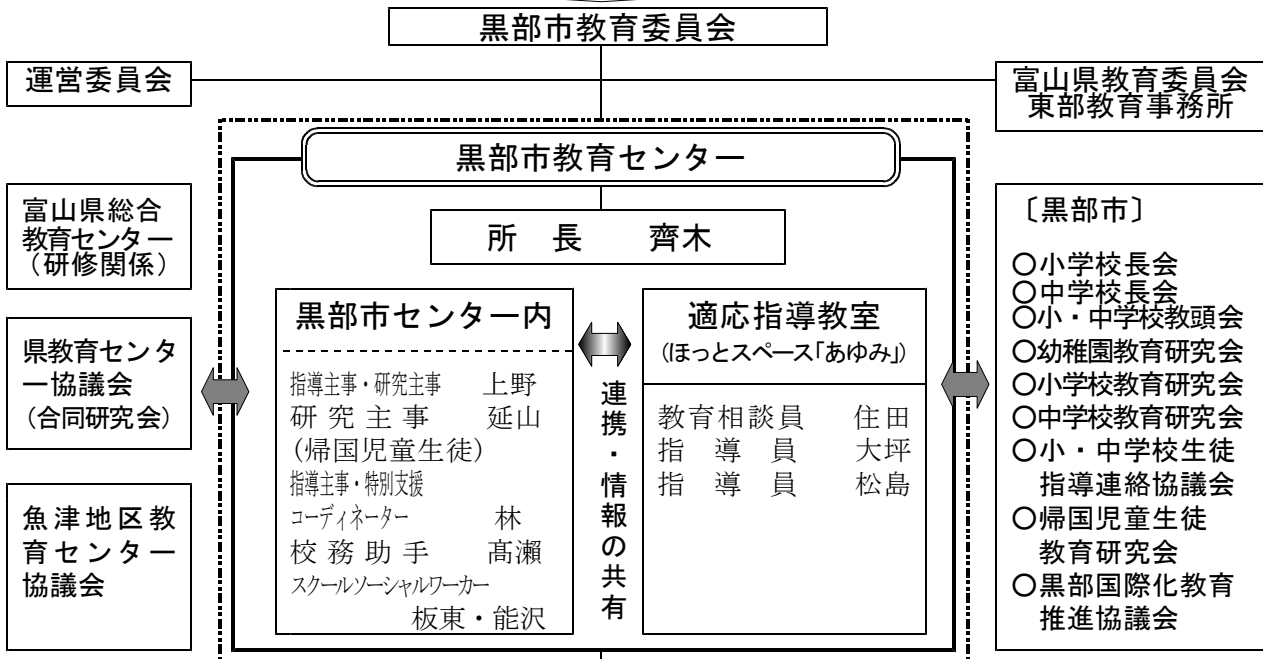 黒部市教育委員会
運営委員会
富山県教育委員会
東部教育事務所
黒部市教育センター
所　長　　齊木
富山県総合
教育センター
（研修関係）
県教育センタ
ー協議会
（合同研究会）
魚津地区教
育センター
協議会
黒部市センター内
指導主事・研究主事　上野
研究主事　延山
(帰国児童生徒)
指導主事・特別支援
コーディネーター　林
校務助手　髙瀨
スクールソーシャルワーカー
板東・能沢
連携・情報の共有
適応指導教室
(ほっとスペース「あゆみ」)
教育相談員　住田
指　導　員　大坪
指　導　員　松島
〔黒部市〕
○小学校長会
○中学校長会
○小・中学校教頭会
○幼稚園教育研究会
○小学校教育研究会
○中学校教育研究会
○小・中学校生徒
指導連絡協議会
○帰国児童生徒
教育研究会
○黒部国際化教育
推進協議会